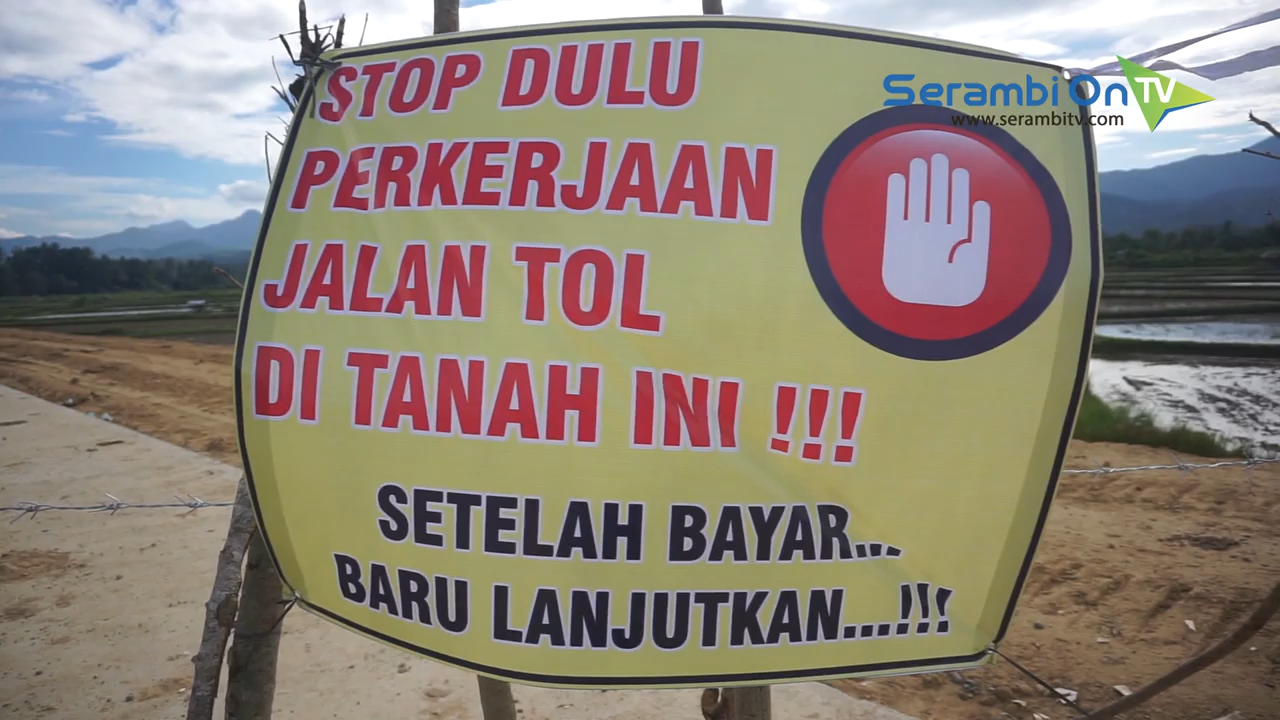 STOP DULU
PERKERJAAN
JALAN TOL
DI TANAH INI !!!
SETELAH BAYAR...
BARU LANJUTKAN...!!!
Serambi On TV
www.serambitv.com